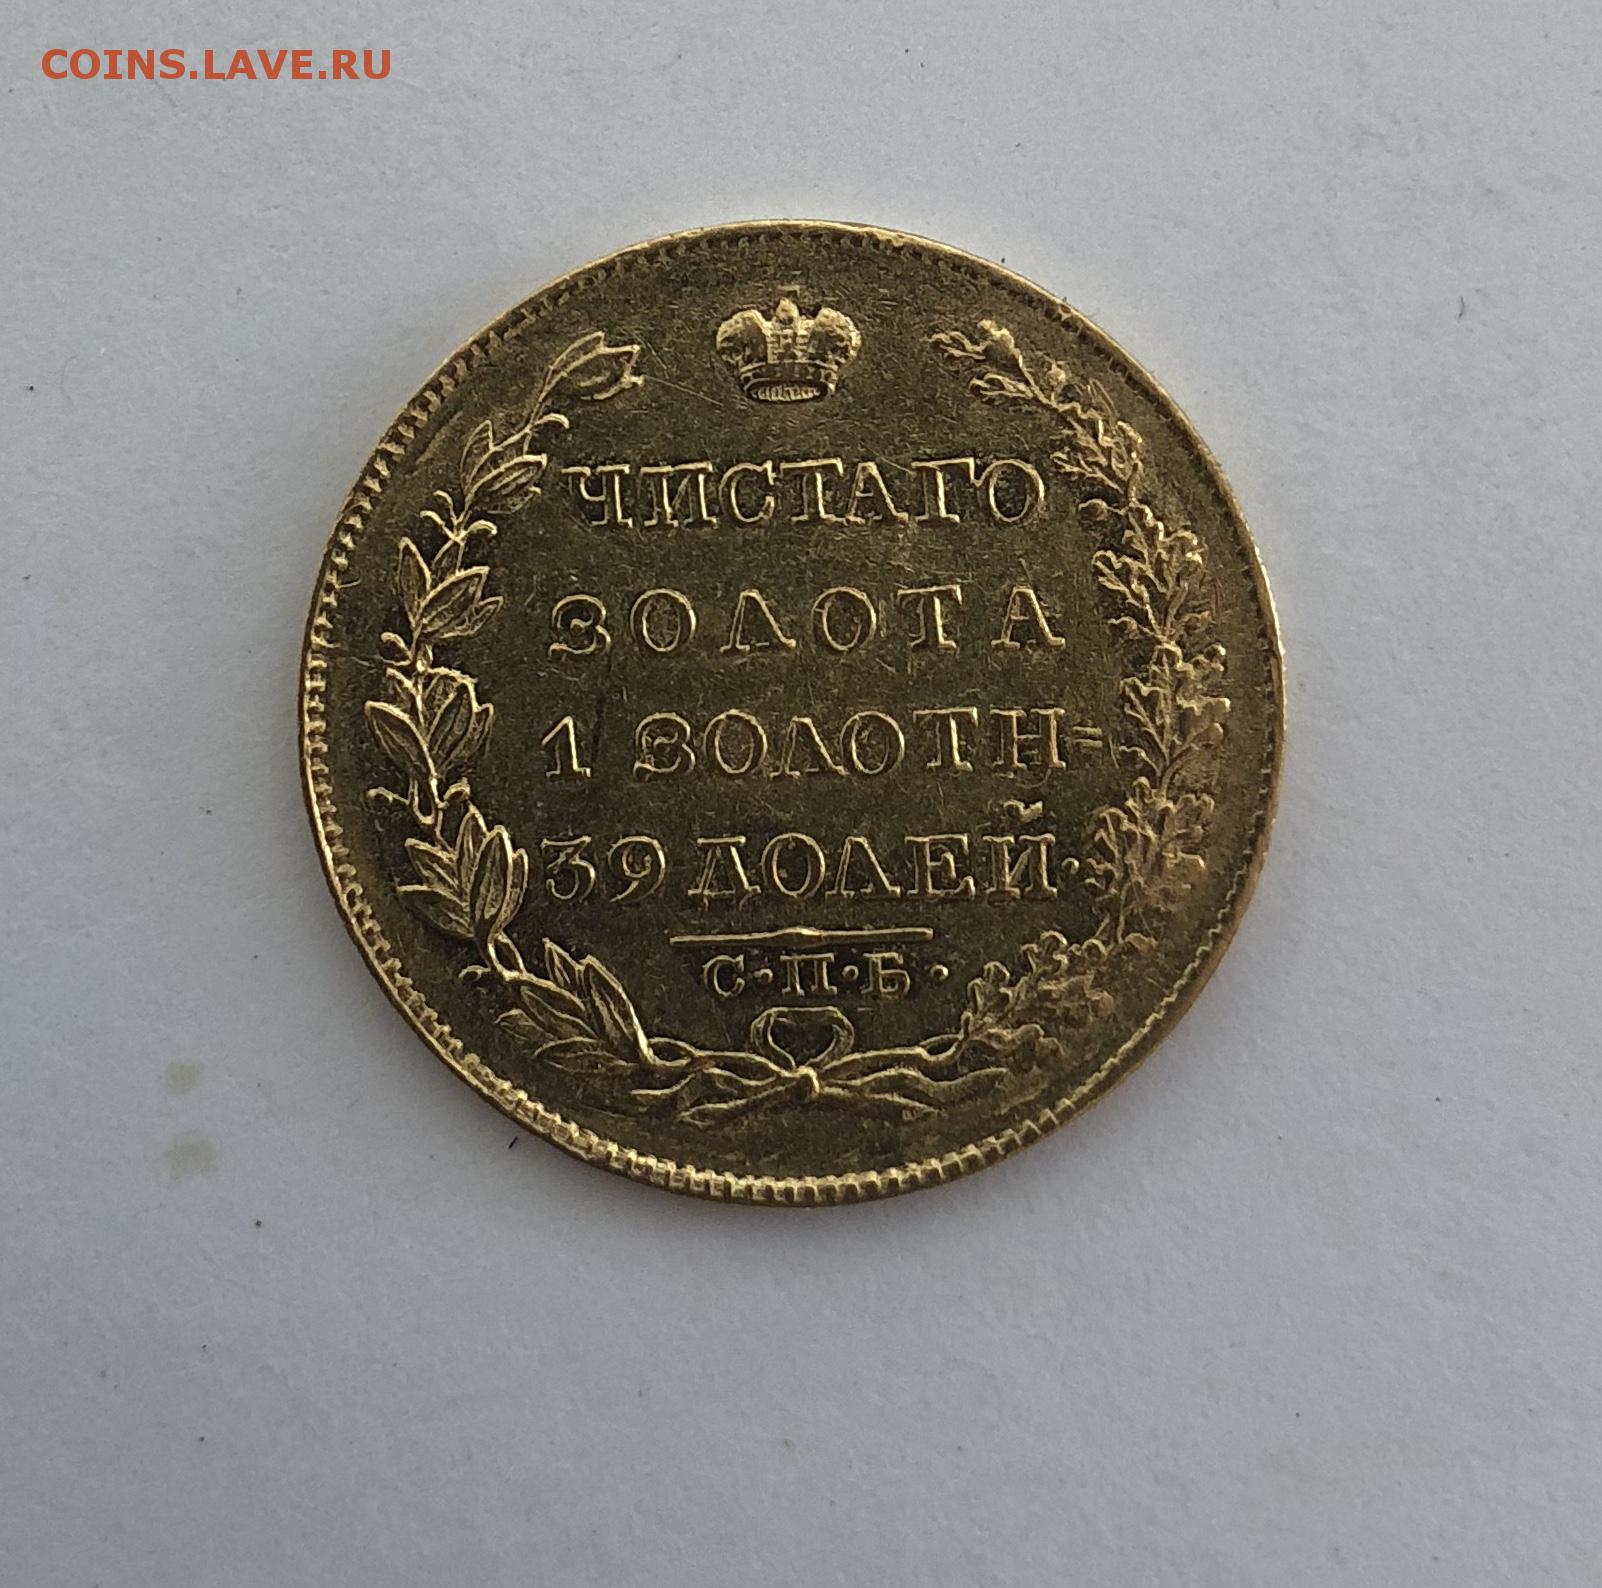 COINS.LAVE.RU
ЧИСТАГО
ЗОЛОТА
1 ЗОЛОТН=
39 ДОЛЕЙ·
С·П·Б·